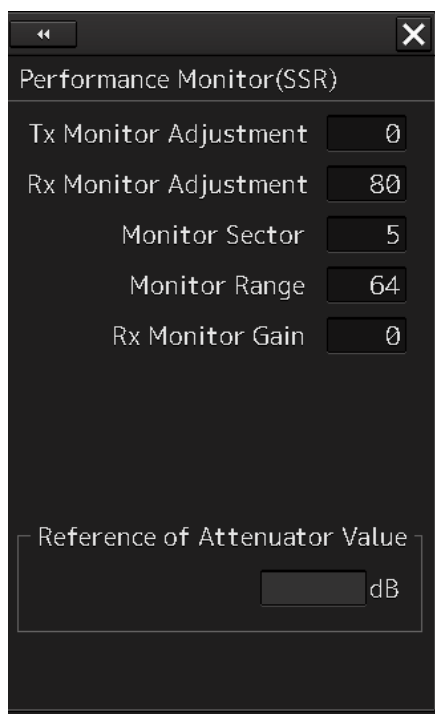 Performance Monitor(SSR)
Tx Monitor Adjustment 0
Rx Monitor Adjustment 80
Monitor Sector 5
Monitor Range 64
Rx Monitor Gain 0
Reference of Attenuator Value
dB